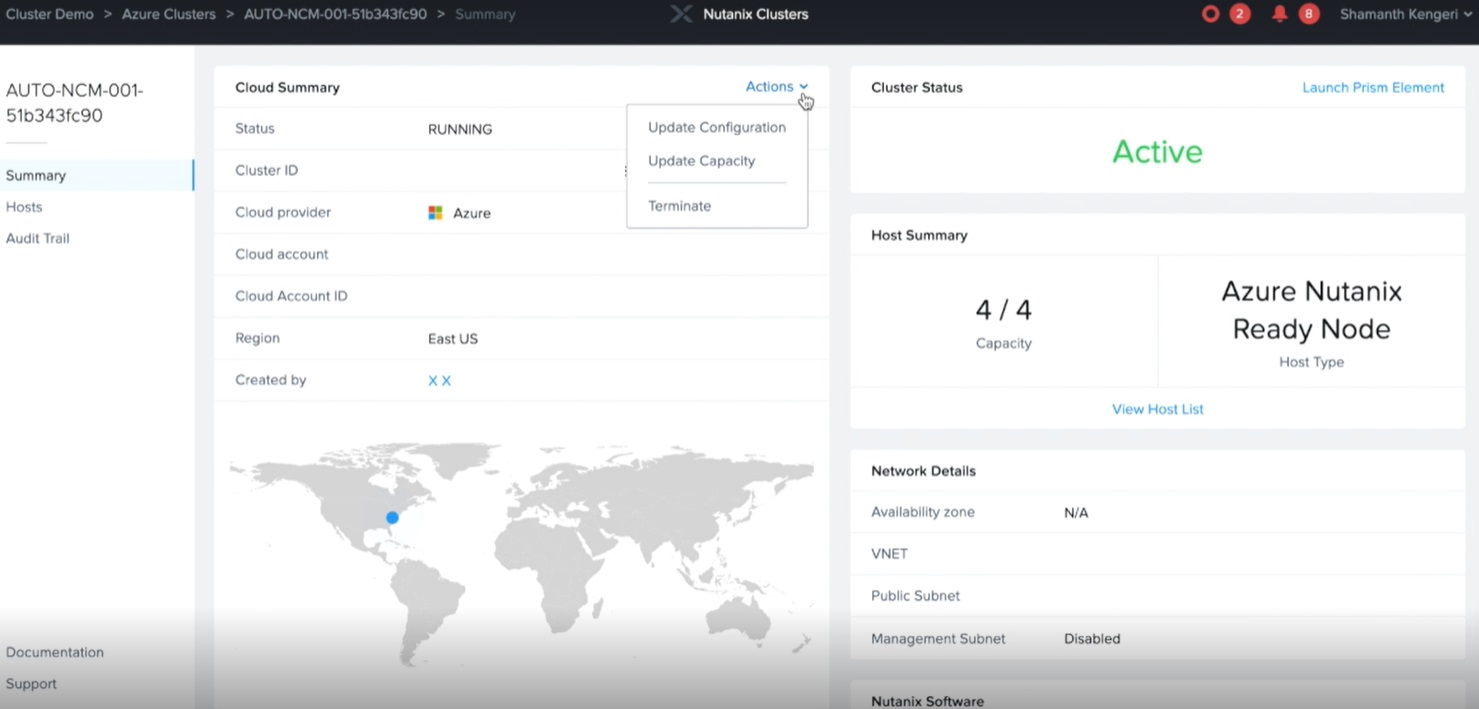 Cluster Demo > Azure Clusters > AUTO-NCM-001-51b343fc90 > Summary
Nutanix Clusters
2
8
Shamanth Kengeri
AUTO-NCM-001-
51b343fc90
Summary
Hosts
Audit Trail
Documentation
Support
Cloud Summary
Actions
Update Configuration
Update Capacity
Terminate
Status RUNNING
Cluster ID
Cloud provider Azure
Cloud account
Cloud Account ID
Region East US
Created by X X
Cluster Status
Launch Prism Element
Active
Host Summary
4 / 4
Capacity
Azure Nutanix
Ready Node
Host Type
View Host List
Network Details
Availability zone N/A
VNET
Public Subnet
Management Subnet Disabled
Nutanix Software